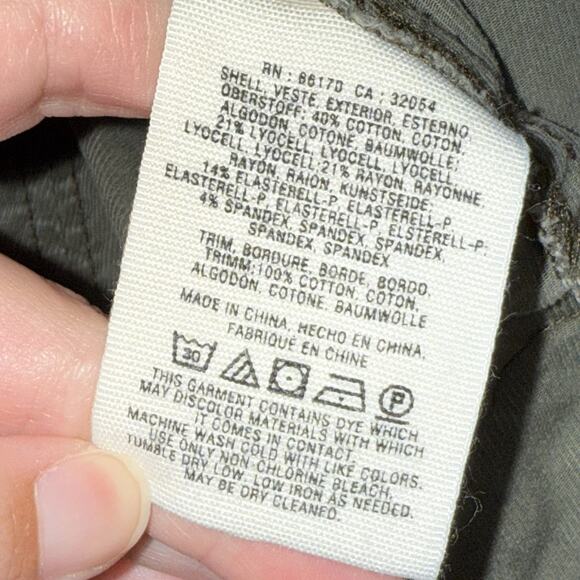 RN : 86170 CA : 32054
SHELL, VESTE, EXTERIOR, ESTERNO
OBERSTOFF: 40% COTTON, COTON,
ALGODON, COTONE, BAUMWOLLE;
21% LYOCELL, LYOCELL, LYOCELL,
LYOCELL, LYOCELL; 21% RAYON, RAYONNE,
RAYON, RAION, KUNSTSEIDE;
14% ELASTERELL-P, ELASTERELL-P,
ELASTERELL-P, ELASTERELL-P, ELSTERELL-P;
4% SPANDEX, SPANDEX, SPANDEX,
SPANDEX, SPANDEX
TRIM, BORDURE, BORDE, BORDO,
TRIMM:100% COTTON, COTON,
ALGODON, COTONE, BAUMWOLLE
MADE IN CHINA, HECHO EN CHINA,
FABRIQUÉ EN CHINE
30 P
THIS GARMENT CONTAINS DYE WHICH
MAY DISCOLOR MATERIALS WITH WHICH
IT COMES IN CONTACT.
MACHINE WASH COLD WITH LIKE COLORS.
USE ONLY NON CHLORINE BLEACH.
TUMBLE DRY LOW. LOW IRON AS NEEDED.
MAY BE DRY CLEANED.